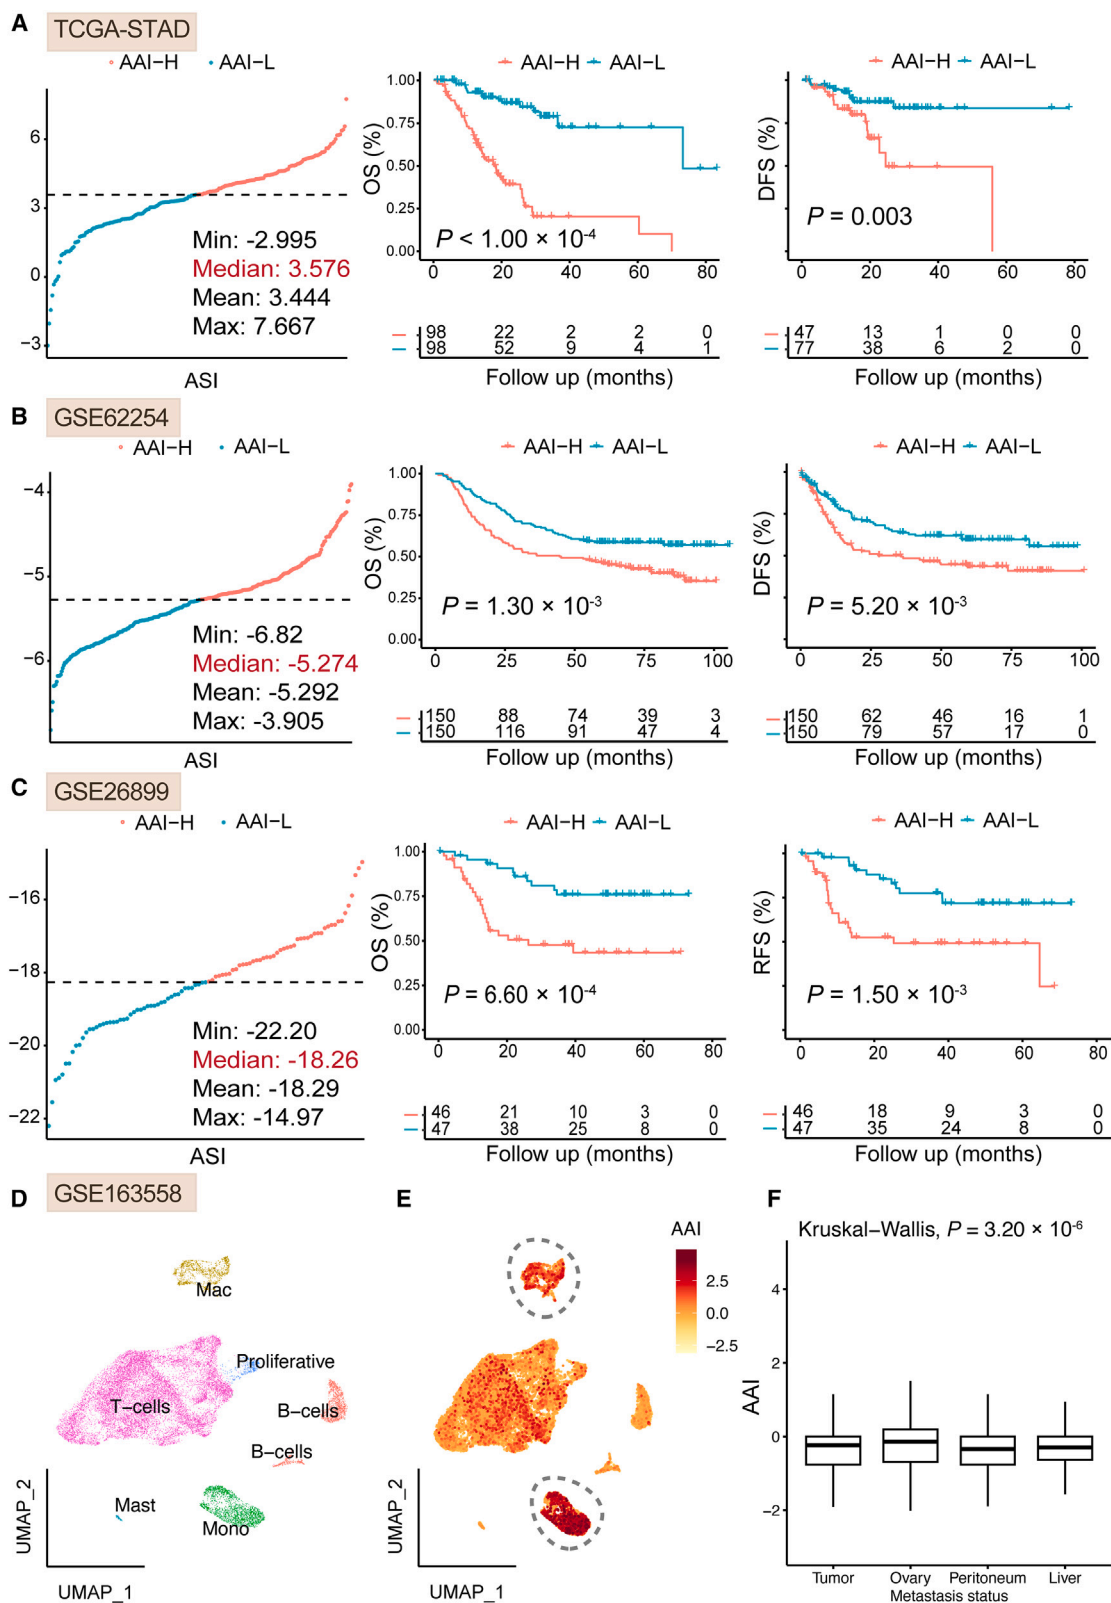 A TCGA-STAD
AAI-H AAI-L
6
3
0
-3
Min: -2.995
Median: 3.576
Mean: 3.444
Max: 7.667
ASI
AAI-H AAI-L
OS (%)
1.00
0.75
0.50
0.25
0.00
P < 1.00 × 10-4
0 20 40 60 80
98 22 2 2 0
98 52 9 4 1
Follow up (months)
AAI-H AAI-L
DFS (%)
P = 0.003
0 20 40 60 80
47 13 1 0 0
77 38 6 2 0
Follow up (months)
B GSE62254
AAI-H AAI-L
-4
-5
-6
Min: -6.82
Median: -5.274
Mean: -5.292
Max: -3.905
ASI
AAI-H AAI-L
OS (%)
1.00
0.75
0.50
0.25
0.00
P = 1.30 × 10-3
0 25 50 75 100
150 88 74 39 3
150 116 91 47 4
Follow up (months)
AAI-H AAI-L
DFS (%)
P = 5.20 × 10-3
0 25 50 75 100
150 62 46 16 1
150 79 57 17 0
Follow up (months)
C GSE26899
AAI-H AAI-L
-16
-18
-20
-22
Min: -22.20
Median: -18.26
Mean: -18.29
Max: -14.97
ASI
AAI-H AAI-L
OS (%)
1.00
0.75
0.50
0.25
0.00
P = 6.60 × 10-4
0 20 40 60 80
46 21 10 3 0
47 38 25 8 0
Follow up (months)
AAI-H AAI-L
RFS (%)
P = 1.50 × 10-3
0 20 40 60 80
46 18 9 3 0
47 35 24 8 0
Follow up (months)
D GSE163558
Mac
Proliferative
T-cells
B-cells
B-cells
Mast
Mono
UMAP_2
UMAP_1
E
AAI
2.5
0.0
-2.5
UMAP_2
UMAP_1
F
Kruskal-Wallis, P = 3.20 × 10-6
AAI
4
2
0
-2
Tumor Ovary Peritoneum Liver
Metastasis status